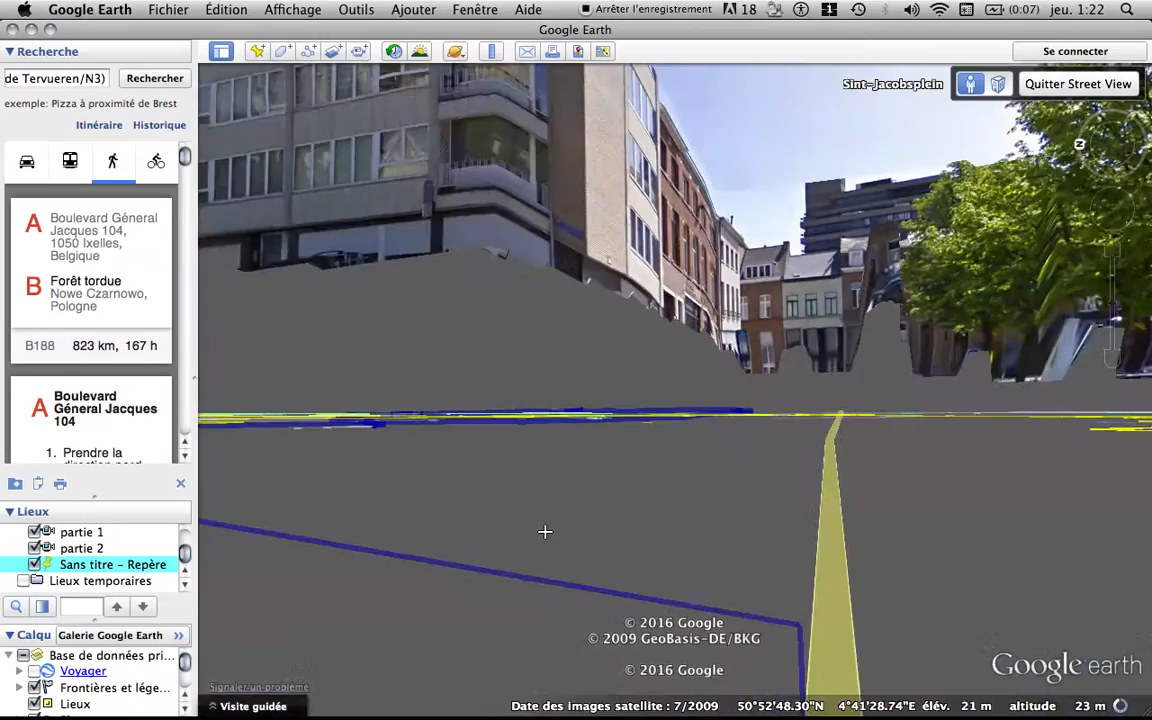 Google Earth Fichier Édition Affichage Outils Ajouter Fenêtre Aide Arrêter l'enregistrement 18 1 (0:07) jeu. 1:22
Google Earth
Recherche
de Tervueren/N3) Rechercher
exemple: Pizza à proximité de Brest
Itinéraire Historique
A Boulevard Géneral
Jacques 104,
1050 Ixelles,
Belgique
B Forêt tordue
Nowe Czarnowo,
Pologne
B188 823 km, 167 h
A Boulevard
Géneral Jacques
104
1. Prendre la
direction nord
Lieux
partie 1
partie 2
Sans titre - Repère
Lieux temporaires
Calqu Galerie Google Earth >>
Base de données pri...
Voyager
Frontières et lége...
Lieux
Se connecter
Sint-Jacobsplein
Quitter Street View
© 2016 Google
© 2009 GeoBasis-DE/BKG
© 2016 Google
Google earth
Signaler un problème
Visite guidée
Date des images satellite : 7/2009 50°52'48.30"N 4°41'28.74"E élév. 21 m altitude 23 m